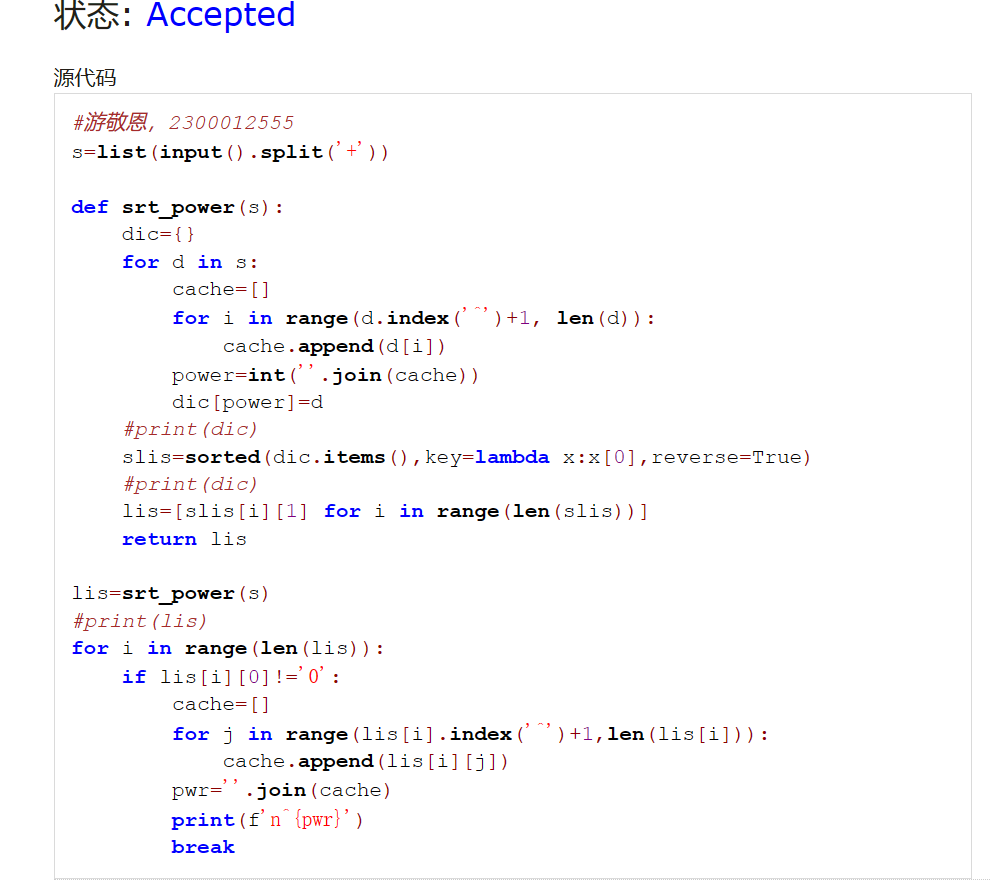 状态: Accepted
源代码
#游敬恩, 2300012555
s=list(input().split('+'))
def srt_power(s):
    dic={}
    for d in s:
        cache=[]
        for i in range(d.index('^')+1, len(d)):
            cache.append(d[i])
        power=int(''.join(cache))
        dic[power]=d
    #print(dic)
    slis=sorted(dic.items(),key=lambda x:x[0],reverse=True)
    #print(dic)
    lis=[slis[i][1] for i in range(len(slis))]
    return lis
lis=srt_power(s)
#print(lis)
for i in range(len(lis)):
    if lis[i][0]!='0':
        cache=[]
        for j in range(lis[i].index('^')+1,len(lis[i])):
            cache.append(lis[i][j])
        pwr=''.join(cache)
        print(f'n^{pwr}')
        break